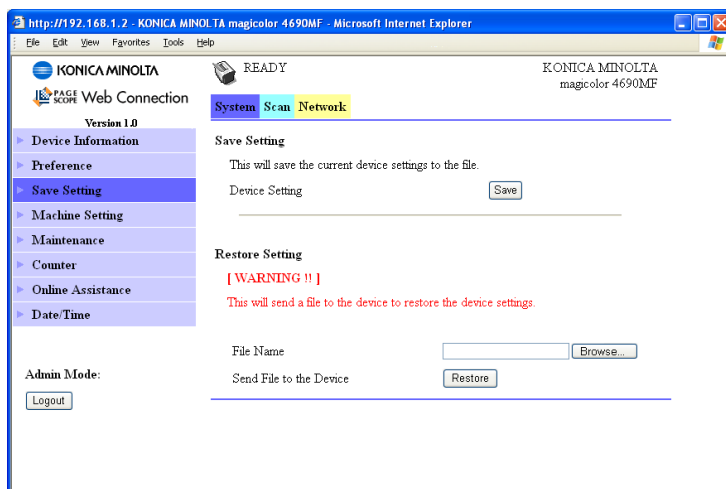 http://192.168.1.2 - KONICA MINOLTA magicolor 4690MF - Microsoft Internet Explorer
File Edit View Favorites Tools Help
KONICA MINOLTA
PAGE SCOPE Web Connection
Version 1.0
READY
KONICA MINOLTA
magicolor 4690MF
System Scan Network
Device Information
Preference
Save Setting
Machine Setting
Maintenance
Counter
Online Assistance
Date/Time
Admin Mode:
Logout
Save Setting
This will save the current device settings to the file.
Device Setting Save
Restore Setting
[ WARNING !! ]
This will send a file to the device to restore the device settings.
File Name Browse...
Send File to the Device Restore